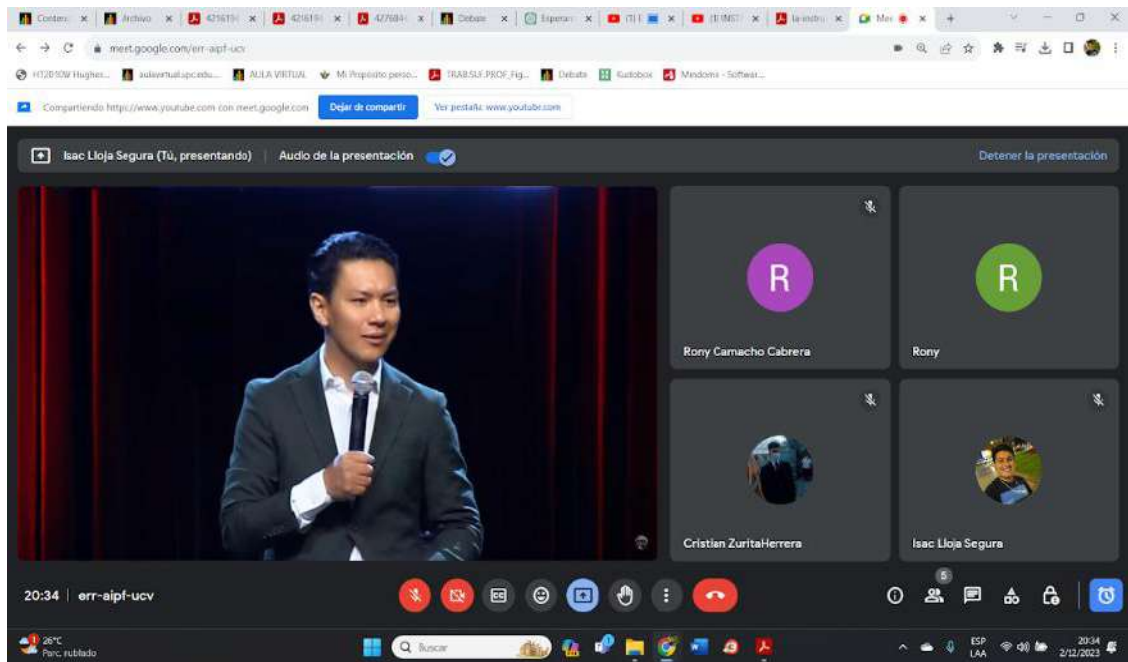 Archivo
Debate
meet.google.com/err-aipf-ucv
AULA VIRTUAL
Debate
Kudobox
Compartiendo https://www.youtube.com con meet.google.com
Dejar de compartir
Ver pestaña: www.youtube.com
Isac Lloja Segura (Tú, presentando)
Audio de la presentación
Detener la presentación
R
Rony Camacho Cabrera
R
Rony
Cristian ZuritaHerrera
Isac Lloja Segura
20:34
err-aipf-ucv
5
26°C
Parc. nublado
Buscar
ESP
LAA
20:34
2/12/2023